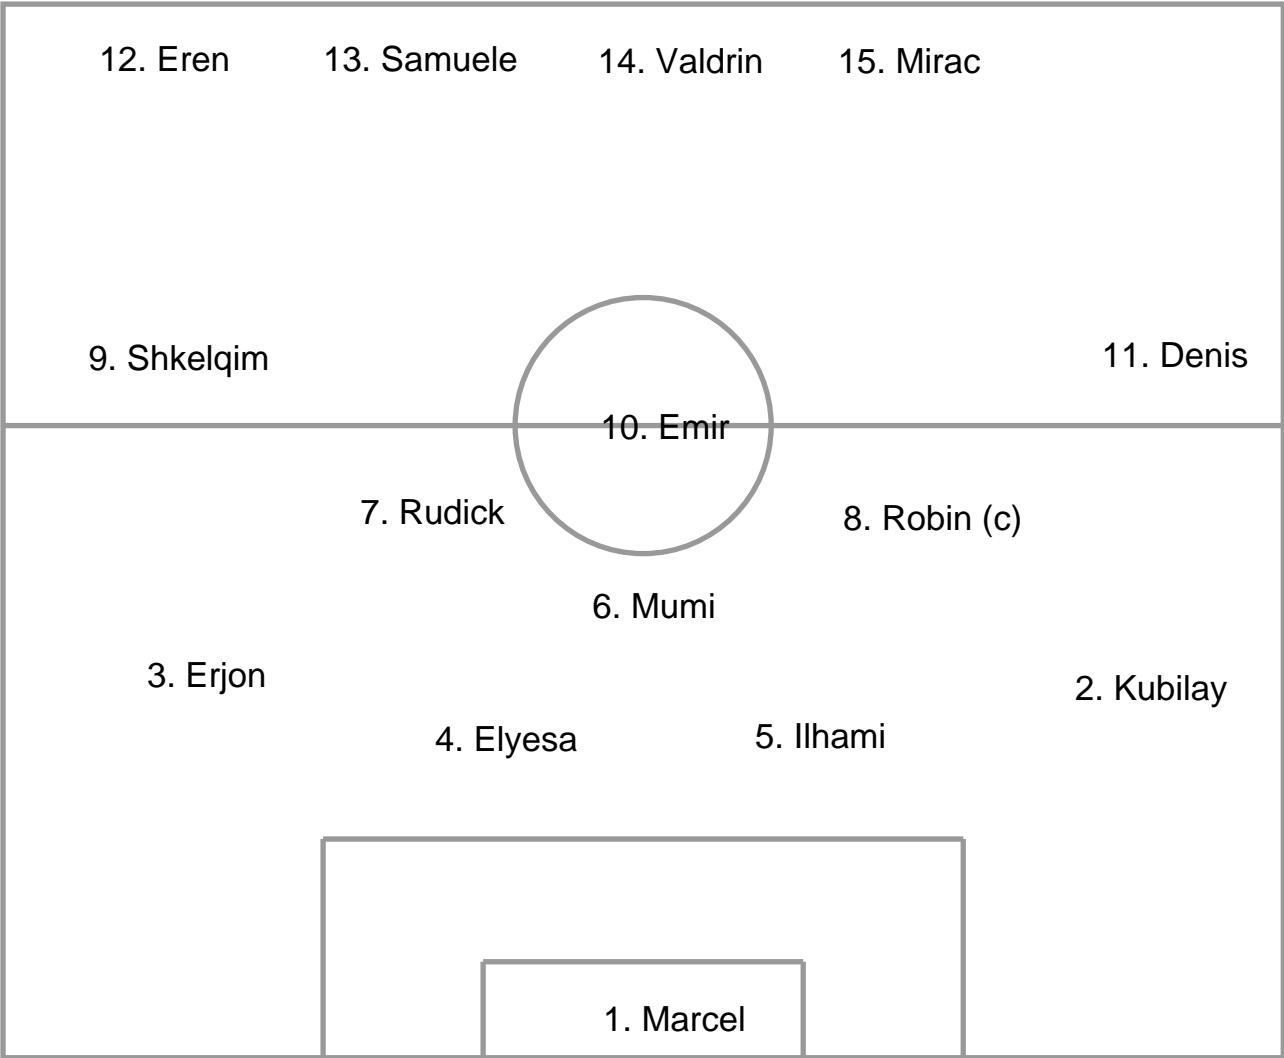 12. Eren
13. Samuele
14. Valdrin
15. Mirac
9. Shkelqim
11. Denis
10. Emir
7. Rudick
8. Robin (c)
6. Mumi
3. Erjon
2. Kubilay
4. Elyesa
5. Ilhami
1. Marcel